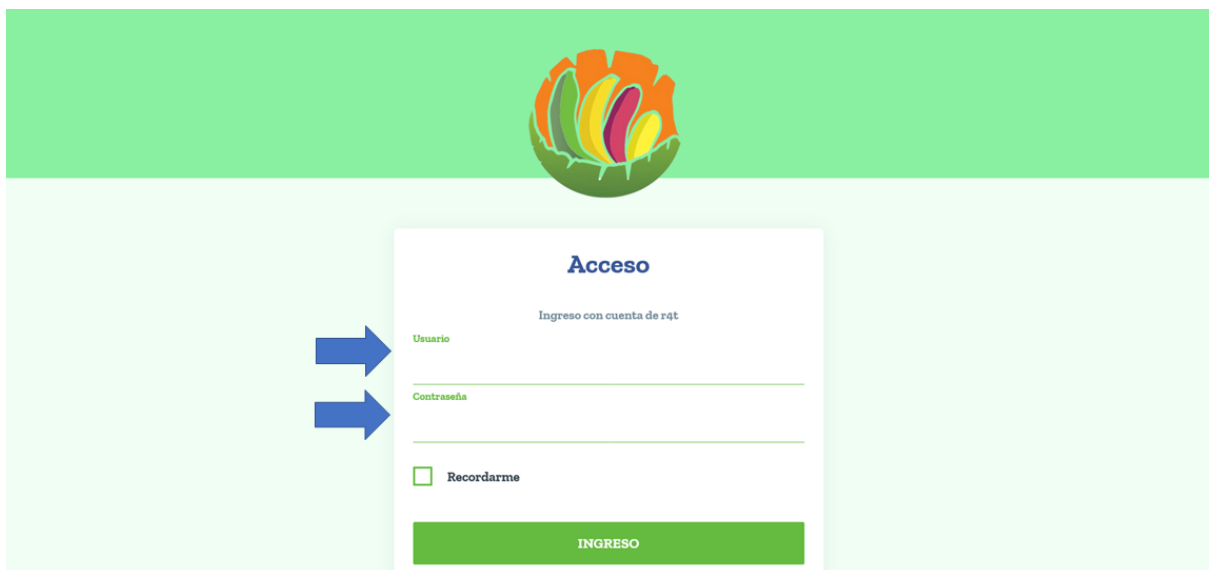 Acceso
Ingreso con cuenta de r4t
Usuario
Contraseña
Recordarme
INGRESO